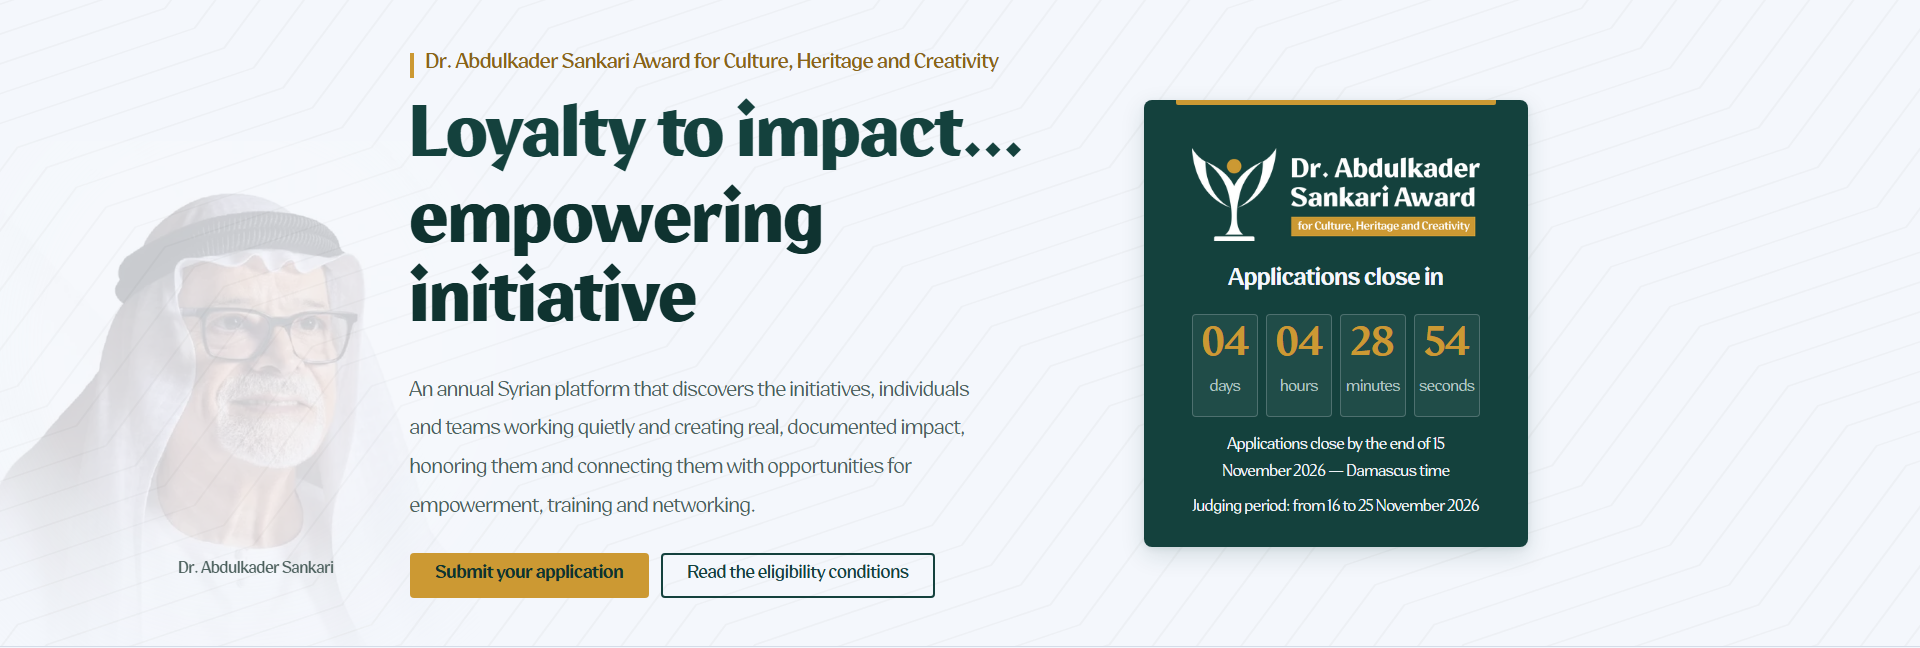 Dr. Abdulkader Sankari Award for Culture, Heritage and Creativity
Loyalty to impact...
empowering
initiative
An annual Syrian platform that discovers the initiatives, individuals
and teams working quietly and creating real, documented impact,
honoring them and connecting them with opportunities for
empowerment, training and networking.
Submit your application
Read the eligibility conditions
Dr. Abdulkader Sankari
Dr. Abdulkader
Sankari Award
for Culture, Heritage and Creativity
Applications close in
04 04 28 54
days hours minutes seconds
Applications close by the end of 15
November 2026 — Damascus time
Judging period: from 16 to 25 November 2026